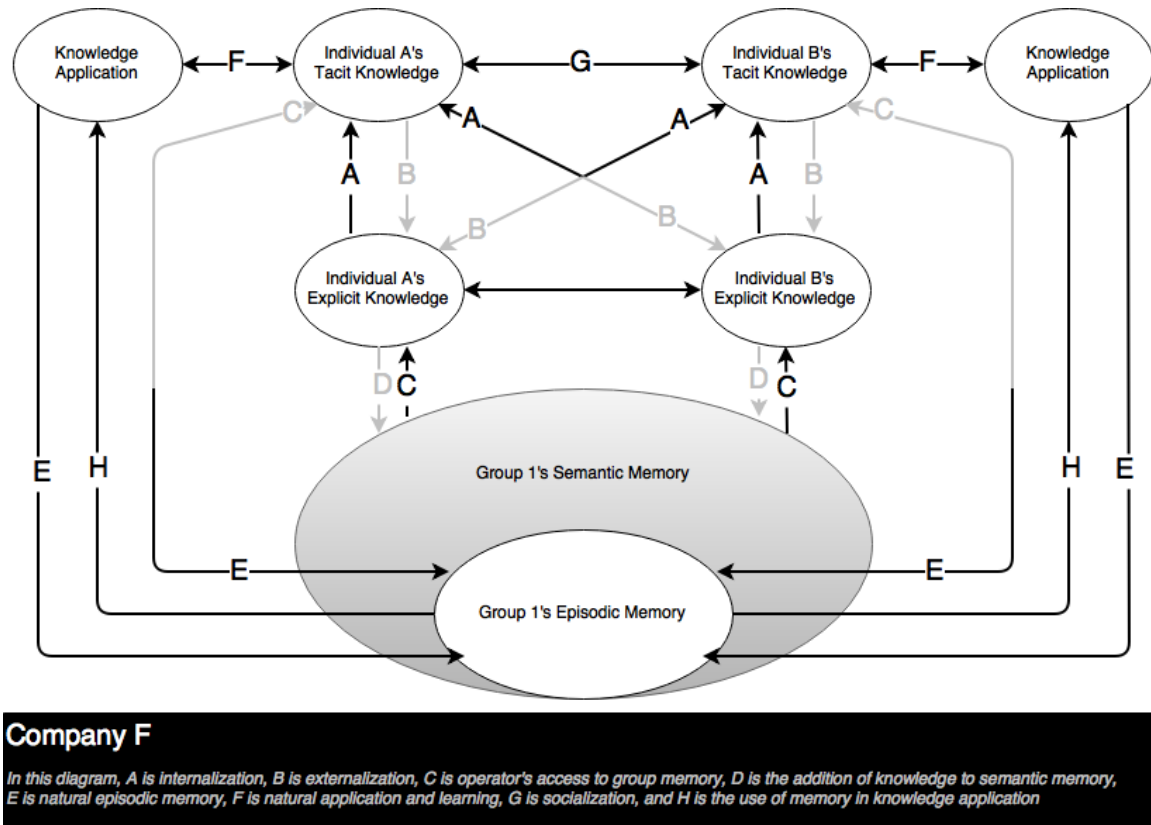 Knowledge
Application
F
Individual A's
Tacit Knowledge
G
Individual B's
Tacit Knowledge
F
Knowledge
Application
C
A
A
C
A
B
A
B
B
B
Individual A's
Explicit Knowledge
Individual B's
Explicit Knowledge
D
C
D
C
E
H
Group 1's Semantic Memory
H
E
E
E
Group 1's Episodic Memory
Company F
In this diagram, A is internalization, B is externalization, C is operator's access to group memory, D is the addition of knowledge to semantic memory,
E is natural episodic memory, F is natural application and learning, G is socialization, and H is the use of memory in knowledge application